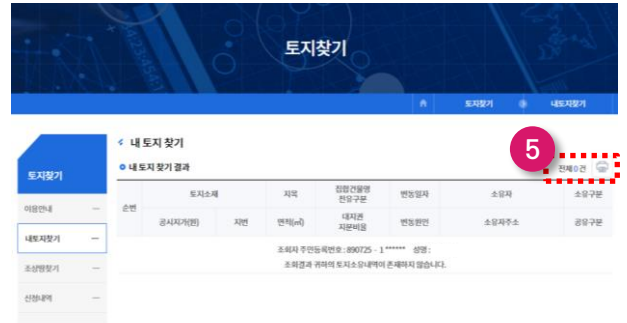 토지찾기
토지찾기 내토지찾기
내 토지 찾기
5
내 토지 찾기 결과
전체0건
토지찾기
이용안내
내토지찾기
조상땅찾기
신청내역
순번 토지소재 지목 집합건물명 전유구분 변동일자 소유자 소유구분
공시지가(원) 지번 면적(㎡) 대지권 지분비율 변동원인 소유자주소 공유구분
조회자 주민등록번호 : 890725 - 1 ****** 성명 :
조회결과 귀하의 토지소유내역이 존재하지 않습니다.